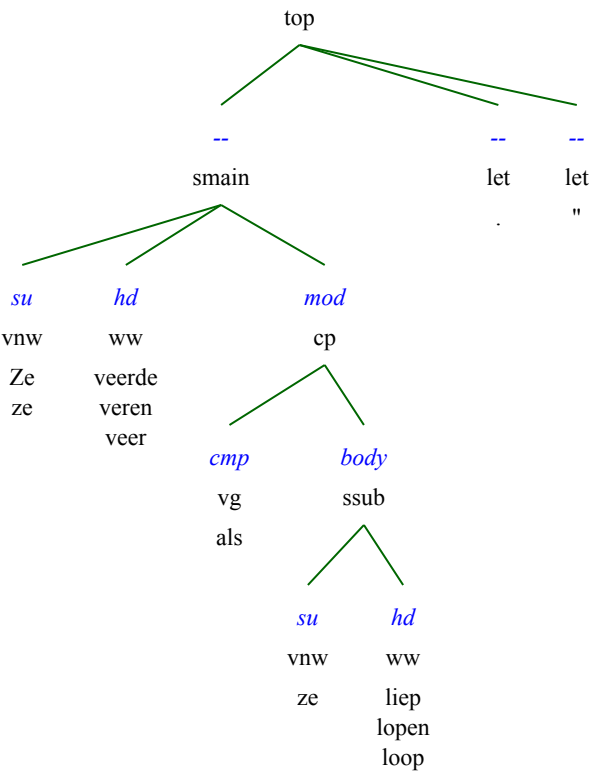 top
-- -- --
smain let let
. "
su hd mod
vnw ww cp
Ze veerde
ze veren
veer
cmp body
vg ssub
als
su hd
vnw ww
ze liep
lopen
loop